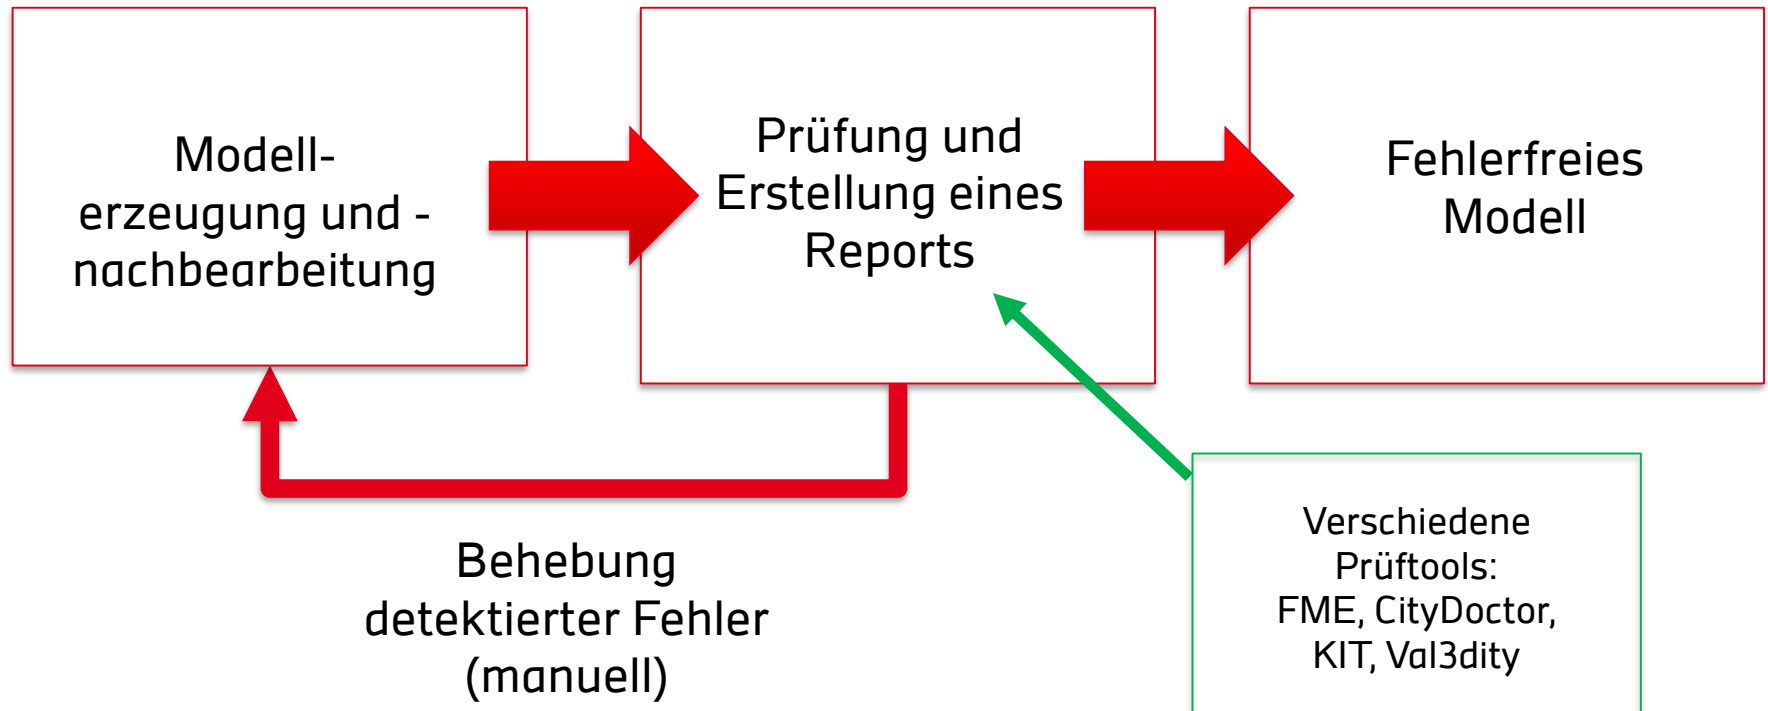 Modell-
erzeugung und -
nachbearbeitung
Prüfung und
Erstellung eines
Reports
Fehlerfreies
Modell
Behebung
detektierter Fehler
(manuell)
Verschiedene
Prüftools:
FME, CityDoctor,
KIT, Val3dity